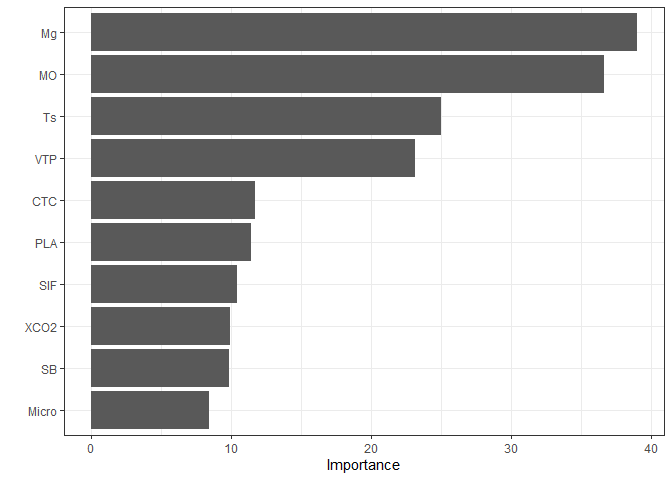 Mg
MO
Ts
VTP
CTC
PLA
SIF
XCO2
SB
Micro
0 10 20 30 40
Importance